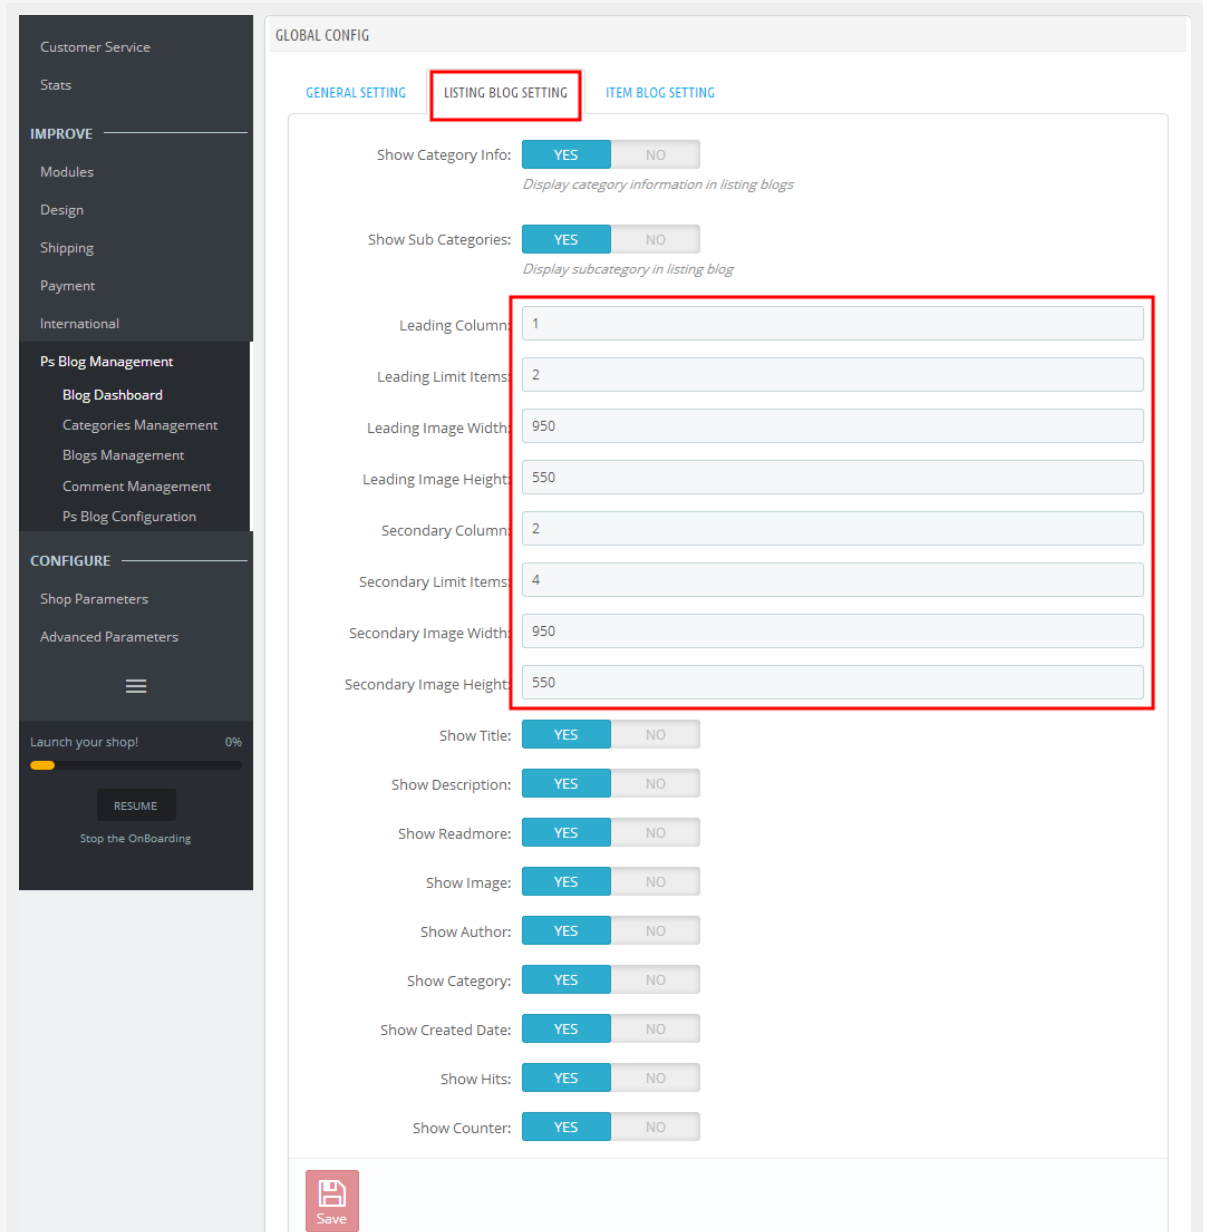 Customer Service
Stats
IMPROVE
Modules
Design
Shipping
Payment
International
Ps Blog Management
Blog Dashboard
Categories Management
Blogs Management
Comment Management
Ps Blog Configuration
CONFIGURE
Shop Parameters
Advanced Parameters
Launch your shop! 0%
RESUME
Stop the OnBoarding
GLOBAL CONFIG
GENERAL SETTING LISTING BLOG SETTING ITEM BLOG SETTING
Show Category Info: YES NO
Display category information in listing blogs
Show Sub Categories: YES NO
Display subcategory in listing blog
Leading Column: 1
Leading Limit Items: 2
Leading Image Width: 950
Leading Image Height: 550
Secondary Column: 2
Secondary Limit Items: 4
Secondary Image Width: 950
Secondary Image Height: 550
Show Title: YES NO
Show Description: YES NO
Show Readmore: YES NO
Show Image: YES NO
Show Author: YES NO
Show Category: YES NO
Show Created Date: YES NO
Show Hits: YES NO
Show Counter: YES NO
Save